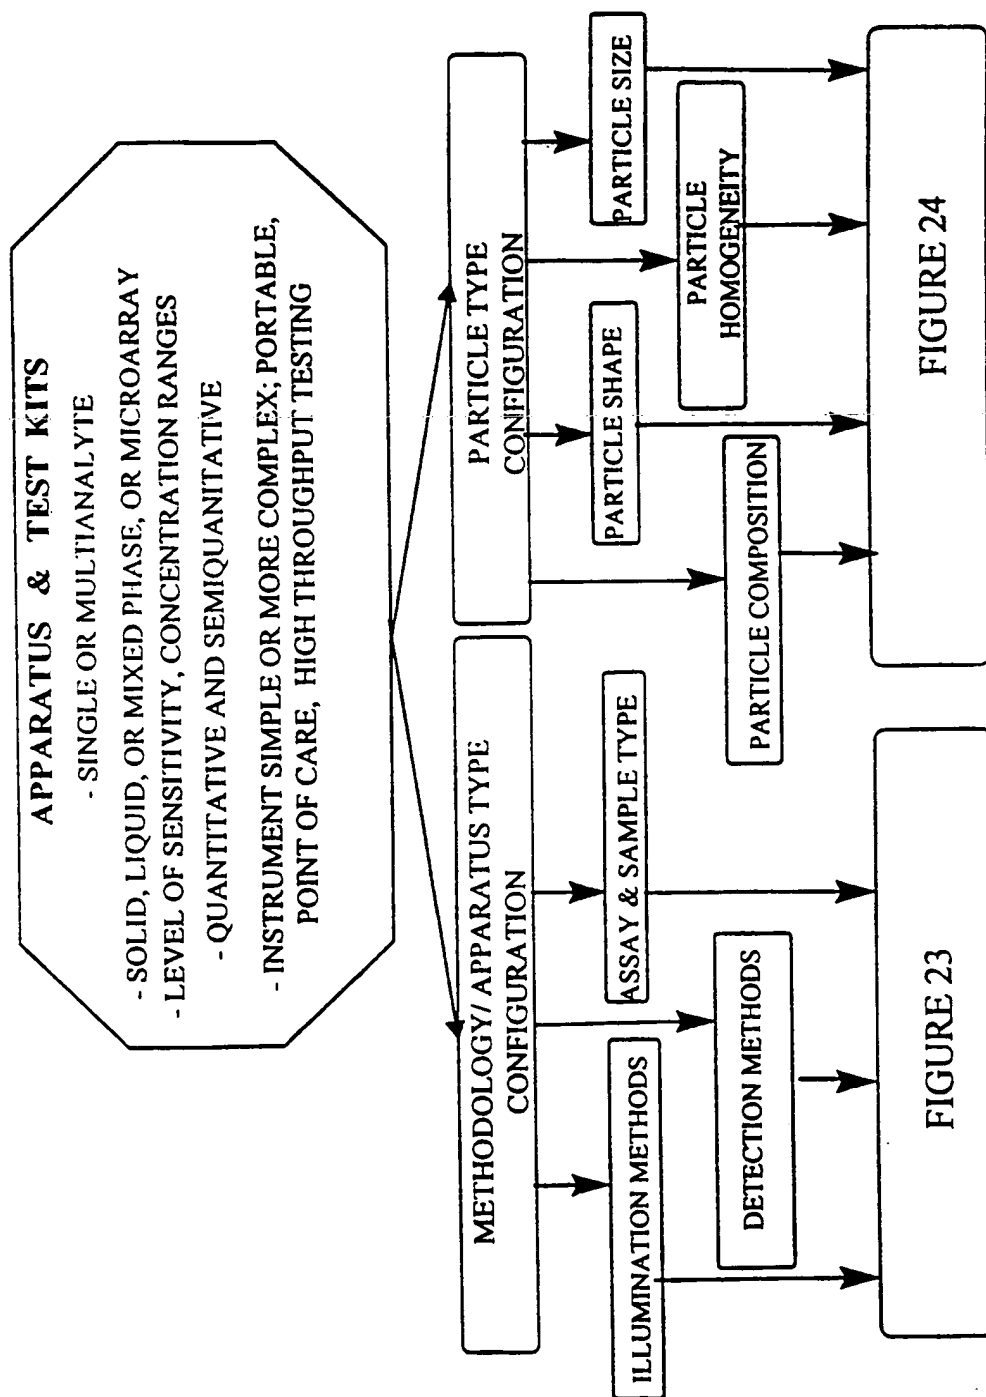 APPARATUS & TEST KITS
- SINGLE OR MULTIANALYTE
- SOLID, LIQUID, OR MIXED PHASE, OR MICROARRAY
- LEVEL OF SENSITIVITY, CONCENTRATION RANGES
- QUANTITATIVE AND SEMIQUANITATIVE
- INSTRUMENT SIMPLE OR MORE COMPLEX; PORTABLE,
POINT OF CARE, HIGH THROUGHPUT TESTING
METHODOLOGY/ APPARATUS TYPE
CONFIGURATION
PARTICLE TYPE
CONFIGURATION
ILLUMINATION METHODS
DETECTION METHODS
ASSAY & SAMPLE TYPE
PARTICLE COMPOSITION
PARTICLE SHAPE
PARTICLE
HOMOGENEITY
PARTICLE SIZE
FIGURE 23
FIGURE 24